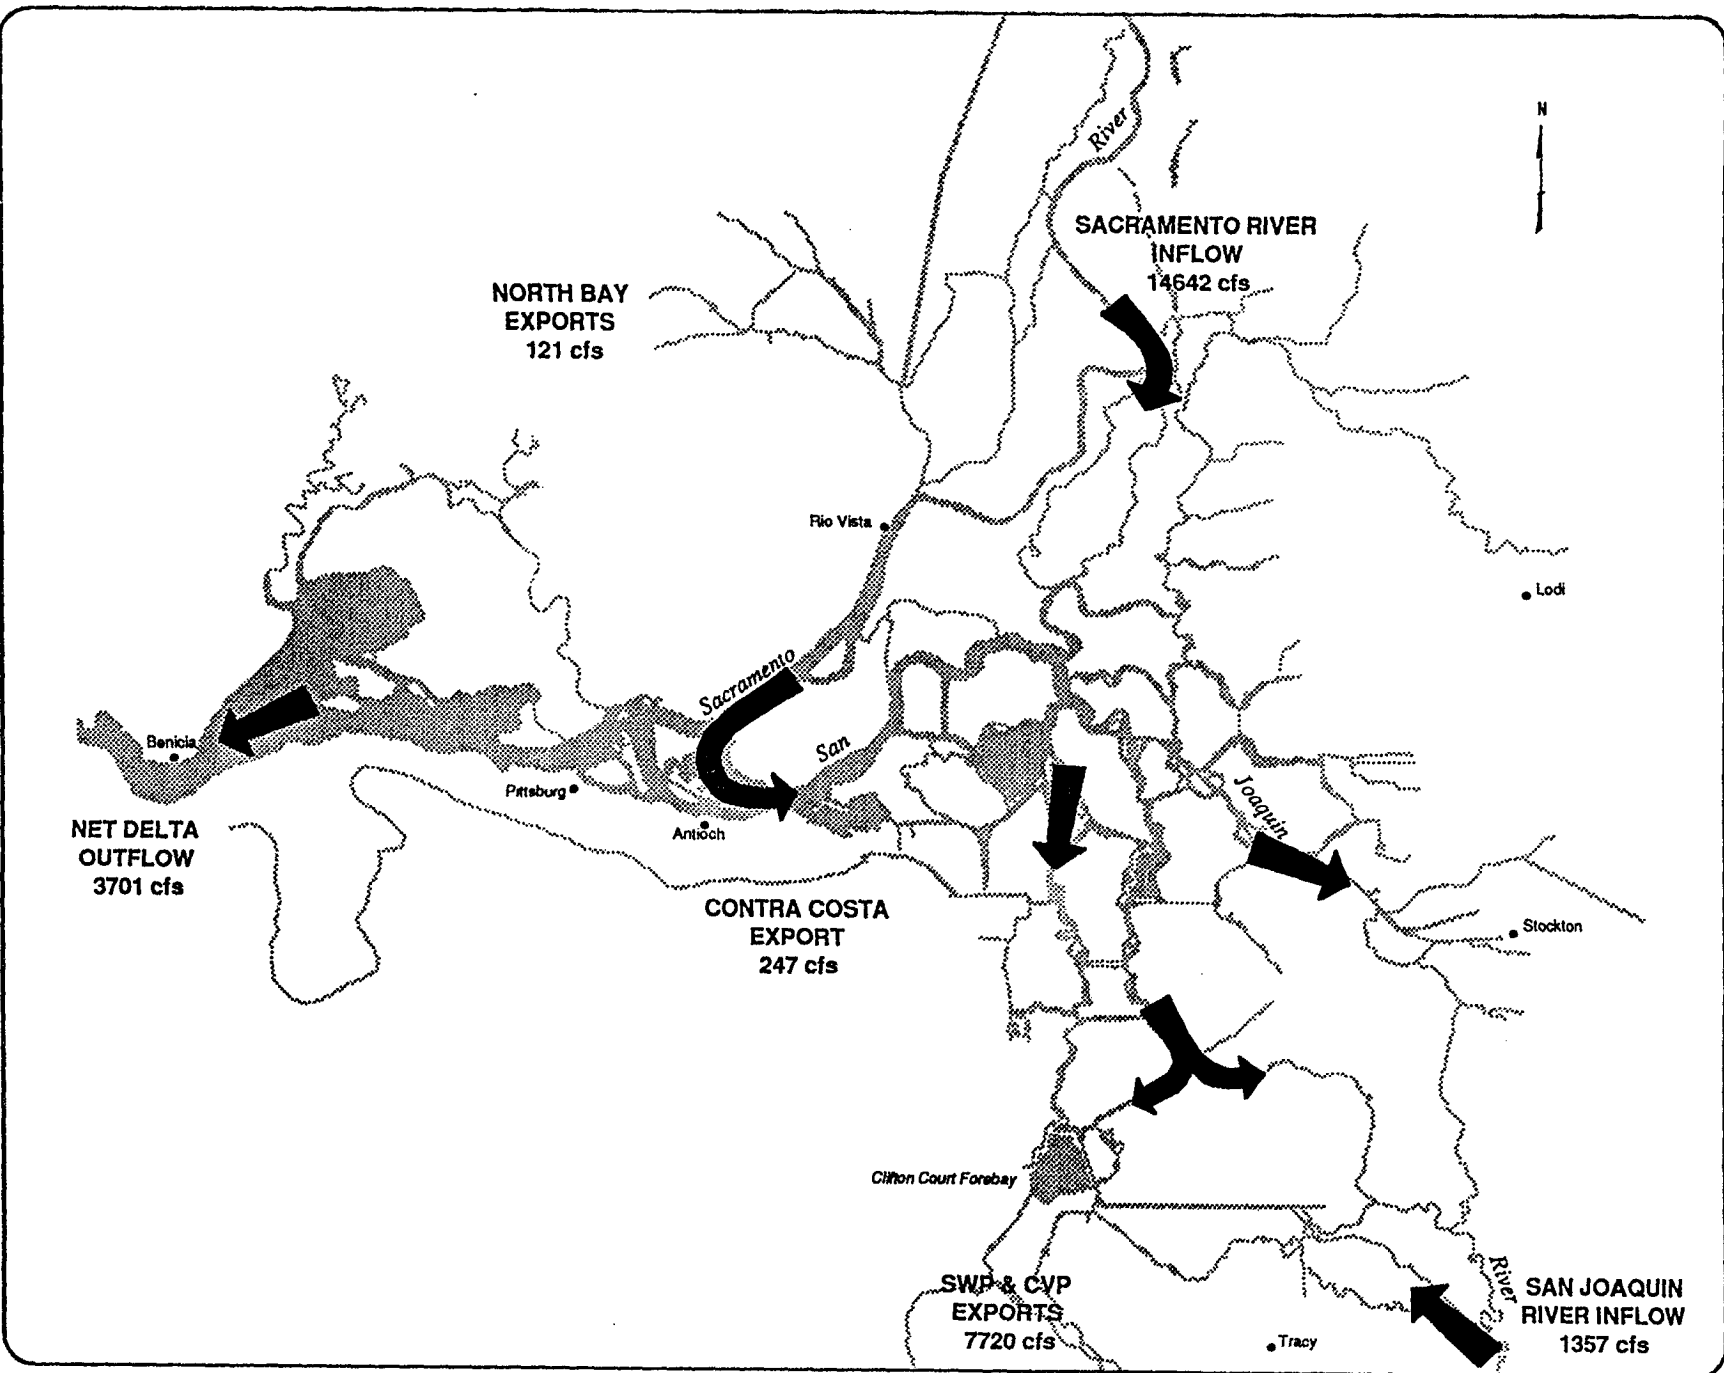 N
River
SACRAMENTO RIVER
INFLOW
14642 cfs
NORTH BAY
EXPORTS
121 cfs
Rio Vista
Lodi
Sacramento
San
Joaquin
Benicia
Pittsburg
Antioch
NET DELTA
OUTFLOW
3701 cfs
CONTRA COSTA
EXPORT
247 cfs
Stockton
Clifton Court Forebay
River
SWP & CVP
EXPORTS
7720 cfs
Tracy
SAN JOAQUIN
RIVER INFLOW
1357 cfs